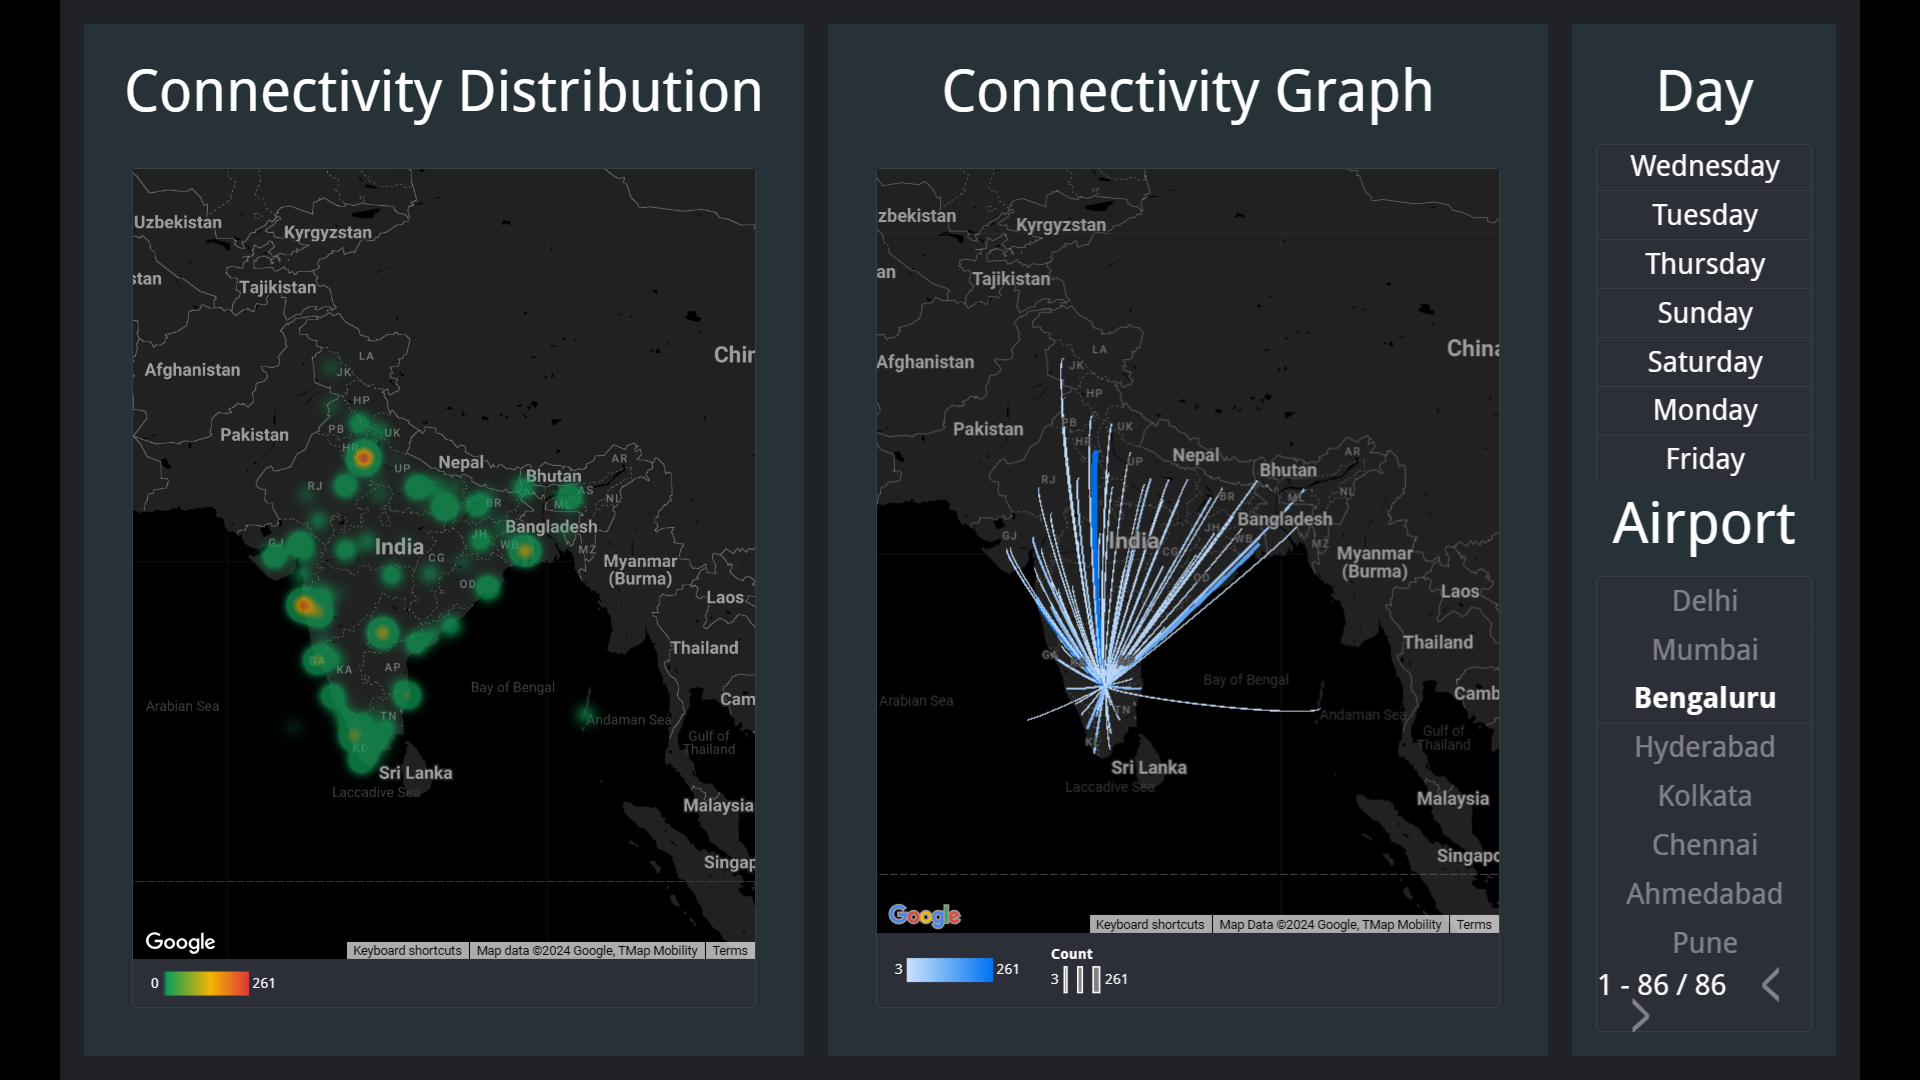 Connectivity Distribution
Uzbekistan
Kyrgyzstan
stan
Tajikistan
LA
Chin
JK
Afghanistan
HP
PB
UK
Pakistan
HR
Nepal
AR
UP
Bhutan
RJ
AS
NL
BR
ML
Bangladesh
JH
WB
GJ
India
MZ
CG
Myanmar
(Burma)
OD
Laos
Thailand
GA
KA
AP
Bay of Bengal
Cam
Arabian Sea
TN
Andaman Sea
Gulf of
Thailand
KL
Sri Lanka
Laccadive Sea
Malaysia
Singap
Google
Keyboard shortcuts
Map data ©2024 Google, TMap Mobility
Terms
0
261
Connectivity Graph
zbekistan
Kyrgyzstan
an
Tajikistan
LA
China
JK
Afghanistan
HP
PB
UK
Pakistan
HR
Nepal
AR
UP
Bhutan
RJ
NL
BR
ML
Bangladesh
JH
WB
GJ
India
MZ
CG
Myanmar
(Burma)
OD
Laos
Thailand
GA
Bay of Bengal
Camb
Arabian Sea
TN
Andaman Sea
Gulf of
Thailand
KL
Sri Lanka
Laccadive Sea
Malaysia
Singapo
Google
Keyboard shortcuts
Map Data ©2024 Google, TMap Mobility
Terms
3
261
Count
3
261
Day
Wednesday
Tuesday
Thursday
Sunday
Saturday
Monday
Friday
Airport
Delhi
Mumbai
Bengaluru
Hyderabad
Kolkata
Chennai
Ahmedabad
Pune
1 - 86 / 86